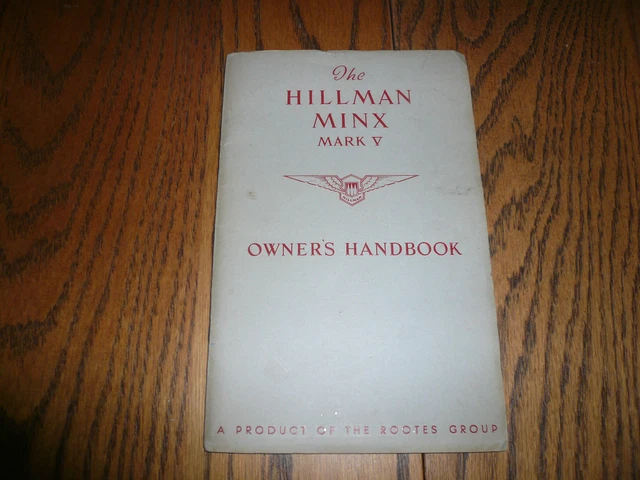 The
HILLMAN
MINX
MARK V
HILLMAN
OWNER'S HANDBOOK
A PRODUCT OF THE ROOTES GROUP